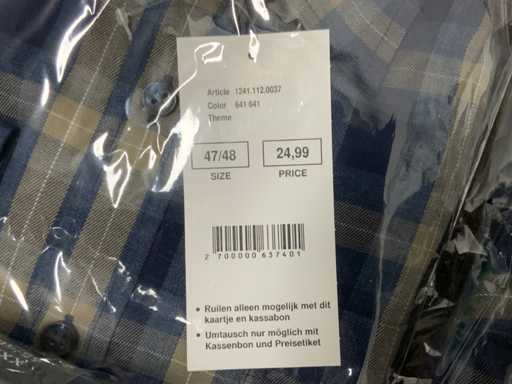 Article 1241.112.0037
Color 641 641
Theme
47/48 24,99
SIZE PRICE
2 700000 637401
• Ruilen alleen mogelijk met dit
kaartje en kassabon
• Umtausch nur möglich mit
Kassenbon und Preisetiket